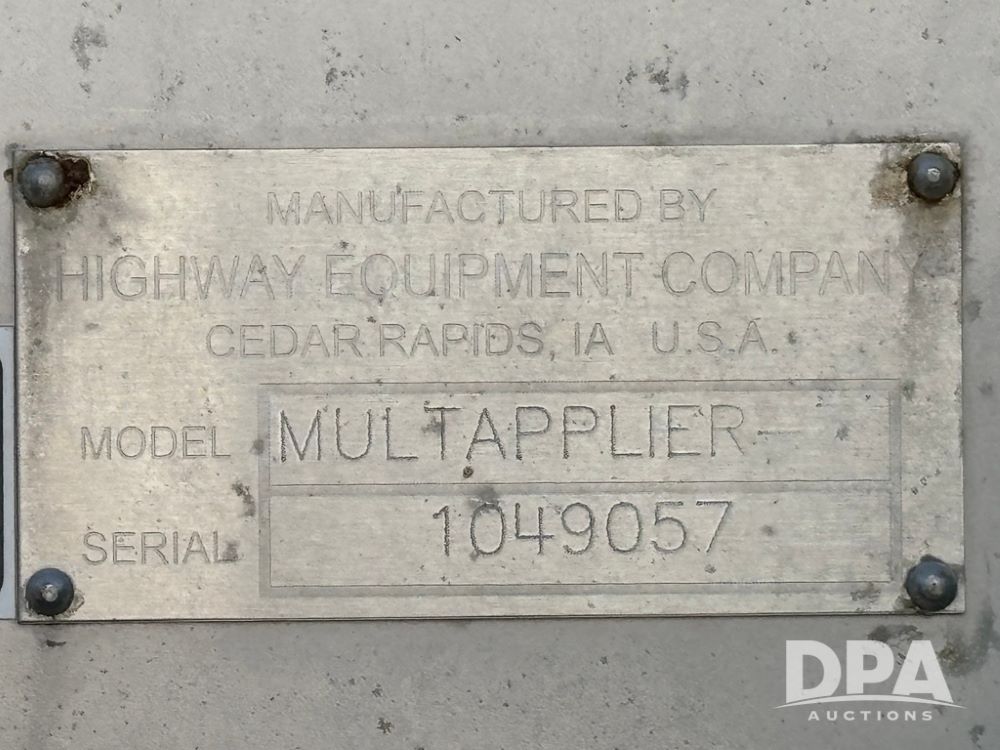 MANUFACTURED BY
HIGHWAY EQUIPMENT COMPANY
CEDAR RAPIDS, IA U.S.A.
MODEL MULTAPPLIER-
SERIAL 1049057
DPA
AUCTIONS